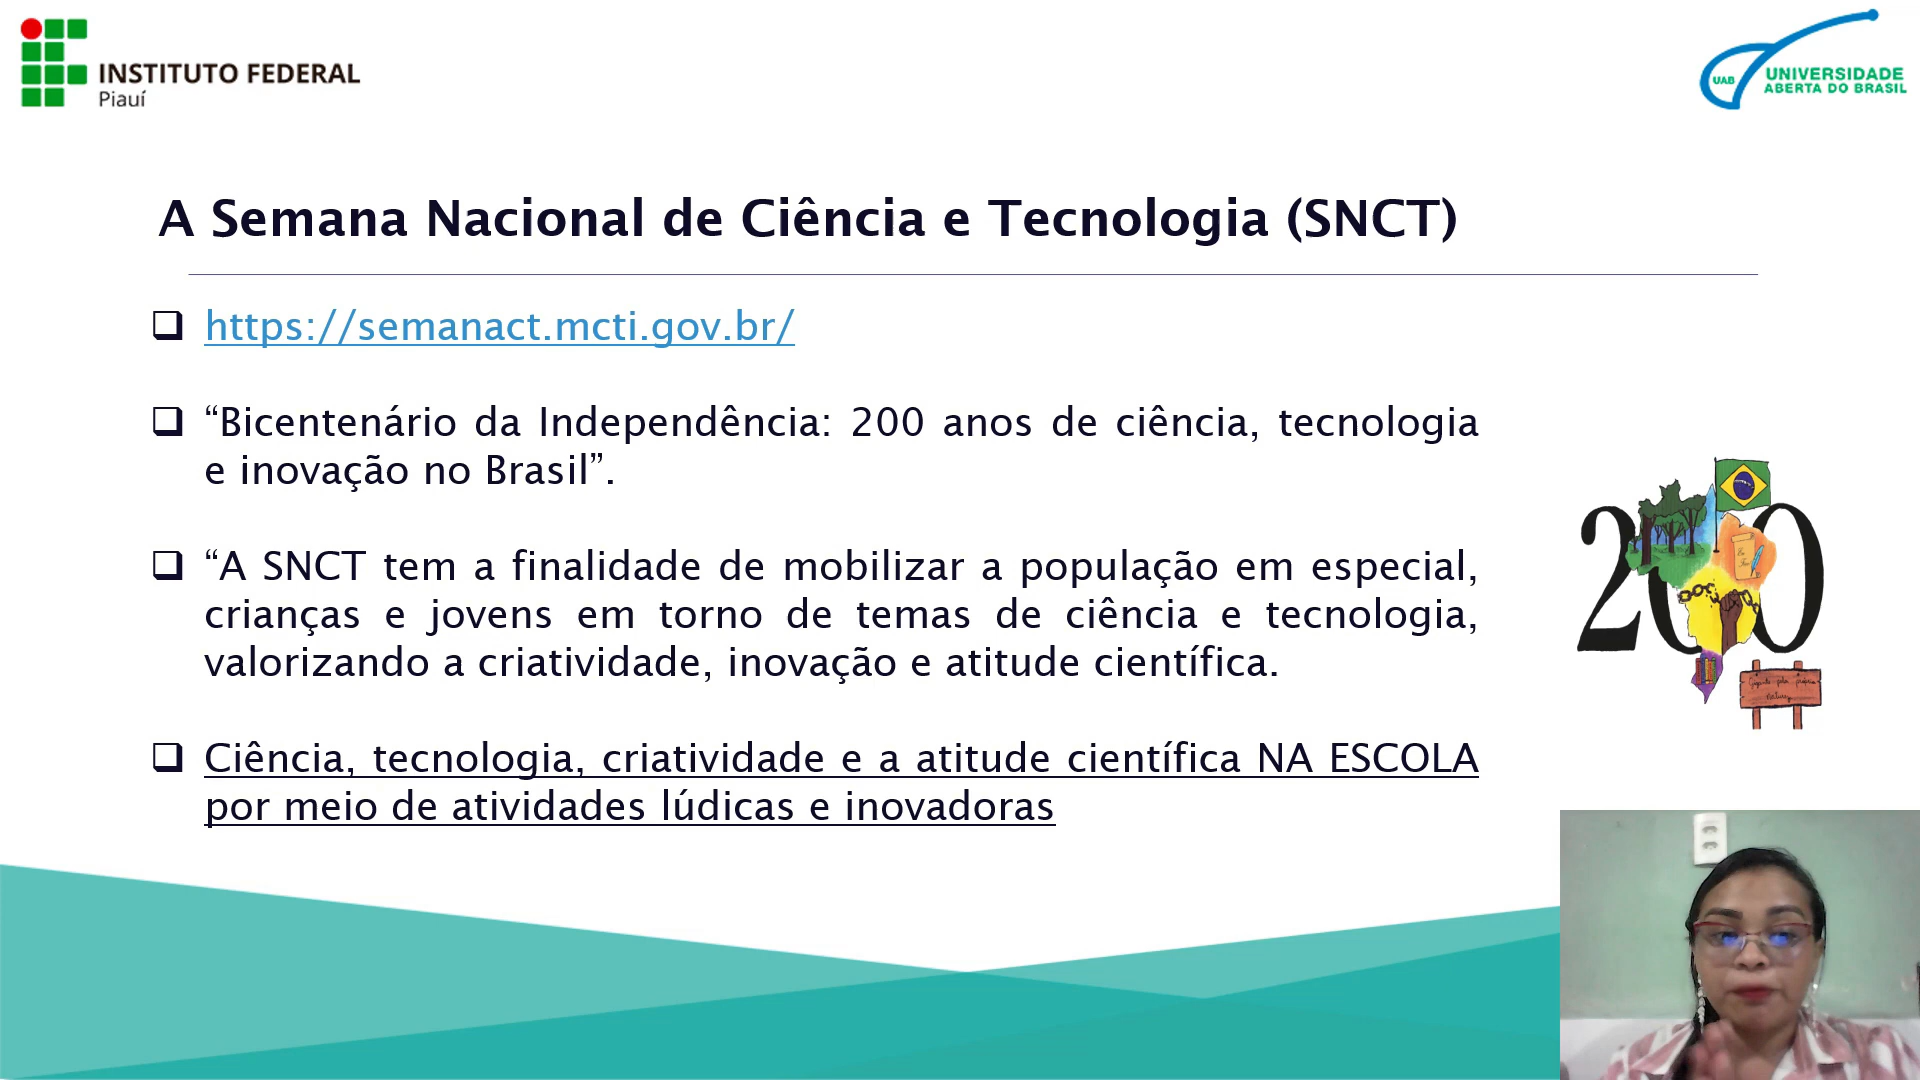 INSTITUTO FEDERAL
Piauí
UAB
UNIVERSIDADE
ABERTA DO BRASIL
A Semana Nacional de Ciência e Tecnologia (SNCT)
https://semanact.mcti.gov.br/
“Bicentenário da Independência: 200 anos de ciência, tecnologia
e inovação no Brasil”.
“A SNCT tem a finalidade de mobilizar a população em especial,
crianças e jovens em torno de temas de ciência e tecnologia,
valorizando a criatividade, inovação e atitude científica.
Ciência, tecnologia, criatividade e a atitude científica NA ESCOLA
por meio de atividades lúdicas e inovadoras
200
Gigante pela própria